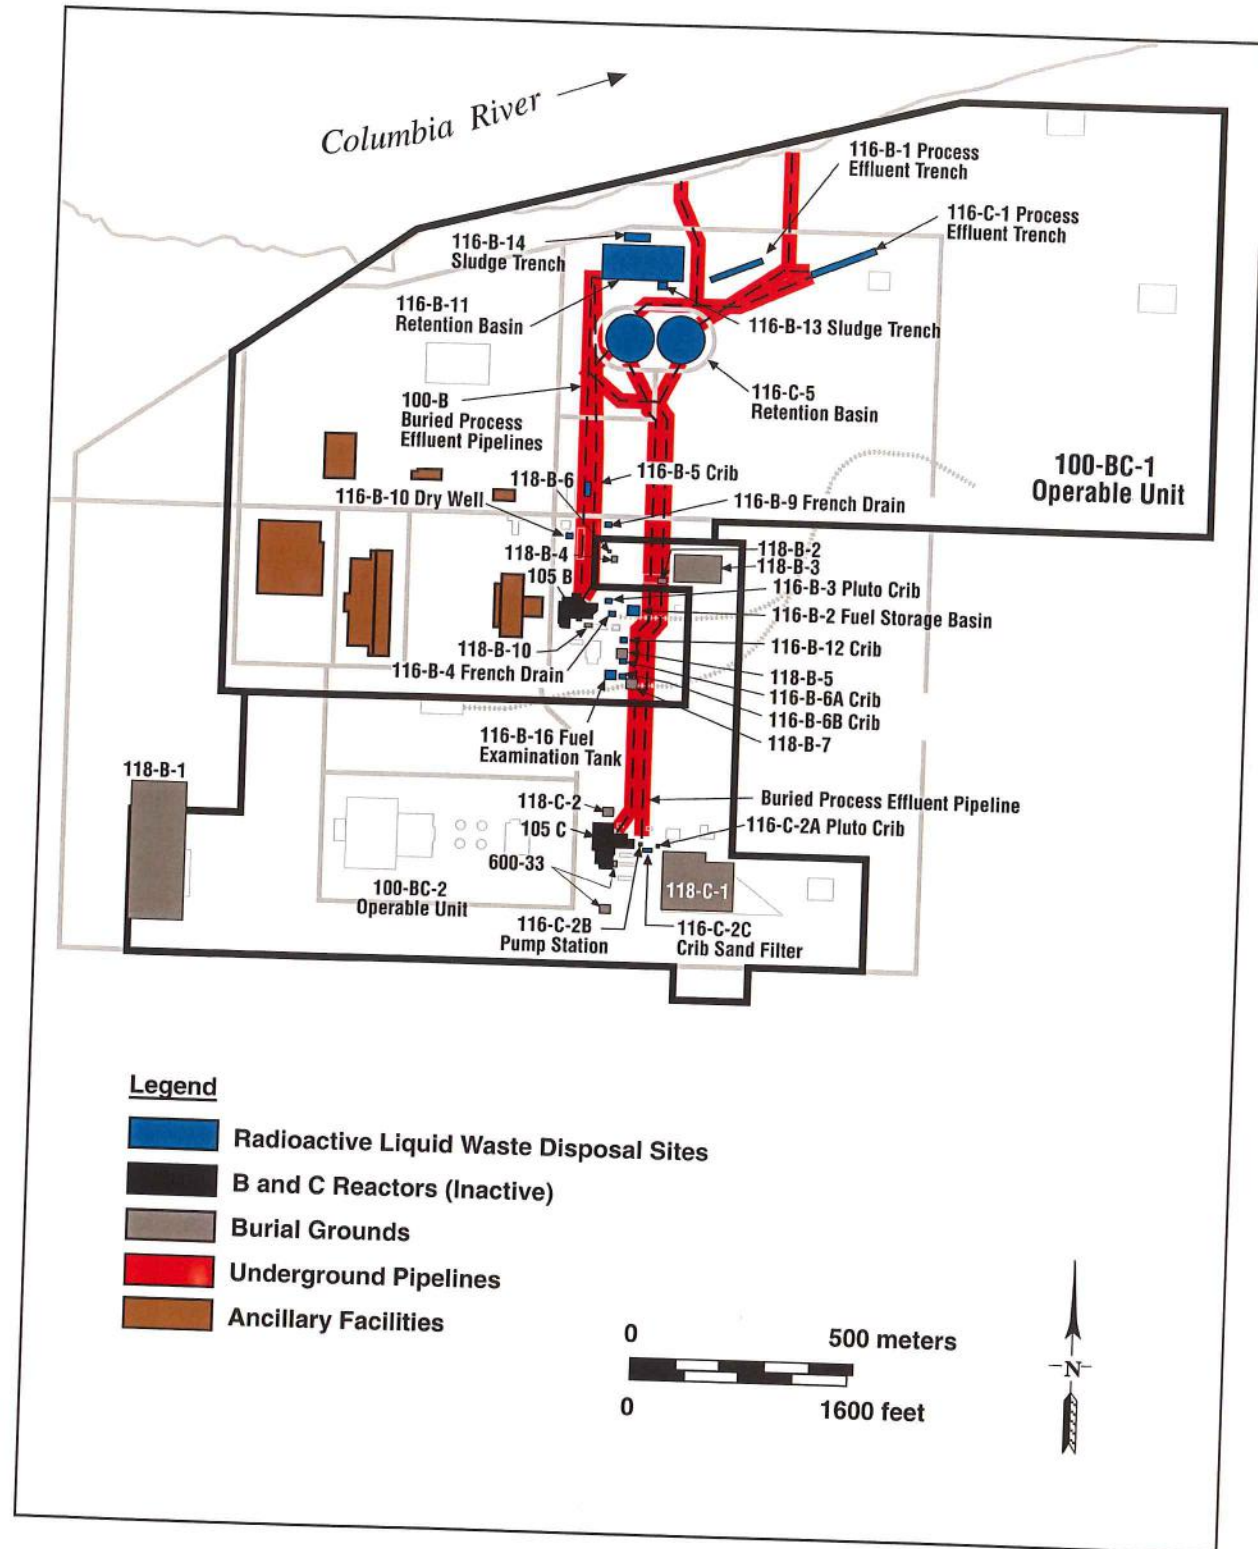 Columbia River
116-B-1 Process
Effluent Trench
116-C-1 Process
Effluent Trench
116-B-14
Sludge Trench
116-B-11
Retention Basin
116-B-13 Sludge Trench
116-C-5
Retention Basin
100-B
Buried Process
Effluent Pipelines
100-BC-1
Operable Unit
118-B-6
116-B-5 Crib
116-B-10 Dry Well
116-B-9 French Drain
118-B-4
118-B-2
118-B-3
105 B
116-B-3 Pluto Crib
116-B-2 Fuel Storage Basin
118-B-10
116-B-12 Crib
116-B-4 French Drain
118-B-5
116-B-6A Crib
116-B-6B Crib
118-B-7
116-B-16 Fuel
Examination Tank
118-B-1
118-C-2
Buried Process Effluent Pipeline
105 C
116-C-2A Pluto Crib
600-33
118-C-1
100-BC-2
Operable Unit
116-C-2B
Pump Station
116-C-2C
Crib Sand Filter
Legend
Radioactive Liquid Waste Disposal Sites
B and C Reactors (Inactive)
Burial Grounds
Underground Pipelines
Ancillary Facilities
0 500 meters
0 1600 feet
N